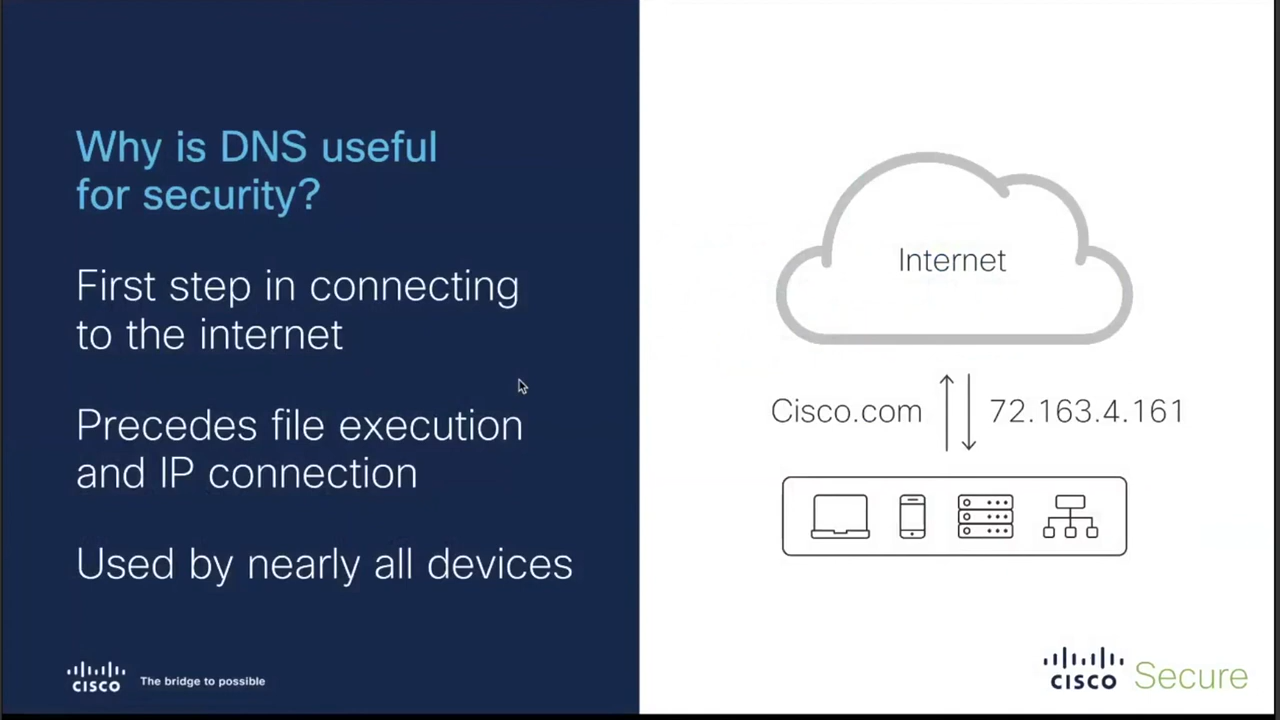 Why is DNS useful
for security?
First step in connecting
to the internet
Precedes file execution
and IP connection
Used by nearly all devices
CISCO The bridge to possible
Internet
Cisco.com 72.163.4.161
CISCO Secure